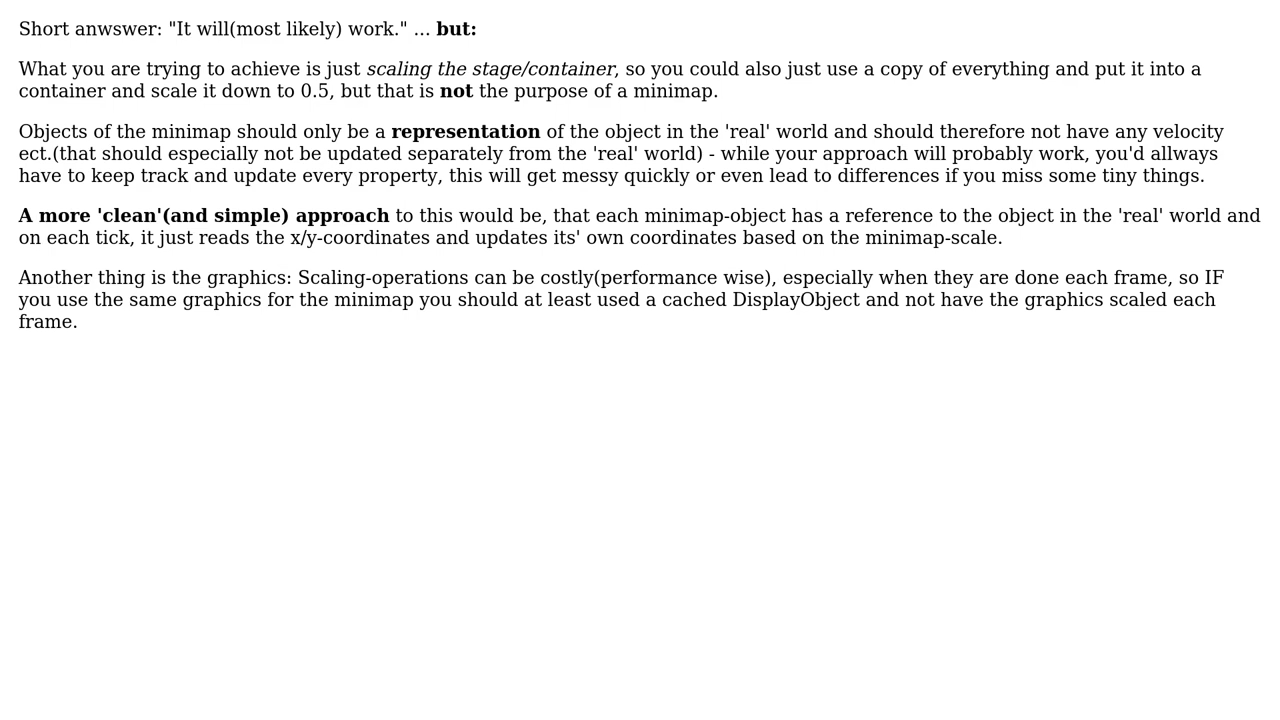 Short anwswer: "It will(most likely) work." ... but:
What you are trying to achieve is just scaling the stage/container, so you could also just use a copy of everything and put it into a
container and scale it down to 0.5, but that is not the purpose of a minimap.
Objects of the minimap should only be a representation of the object in the 'real' world and should therefore not have any velocity
ect.(that should especially not be updated separately from the 'real' world) - while your approach will probably work, you'd allways
have to keep track and update every property, this will get messy quickly or even lead to differences if you miss some tiny things.
A more 'clean'(and simple) approach to this would be, that each minimap-object has a reference to the object in the 'real' world and
on each tick, it just reads the x/y-coordinates and updates its' own coordinates based on the minimap-scale.
Another thing is the graphics: Scaling-operations can be costly(performance wise), especially when they are done each frame, so IF
you use the same graphics for the minimap you should at least used a cached DisplayObject and not have the graphics scaled each
frame.